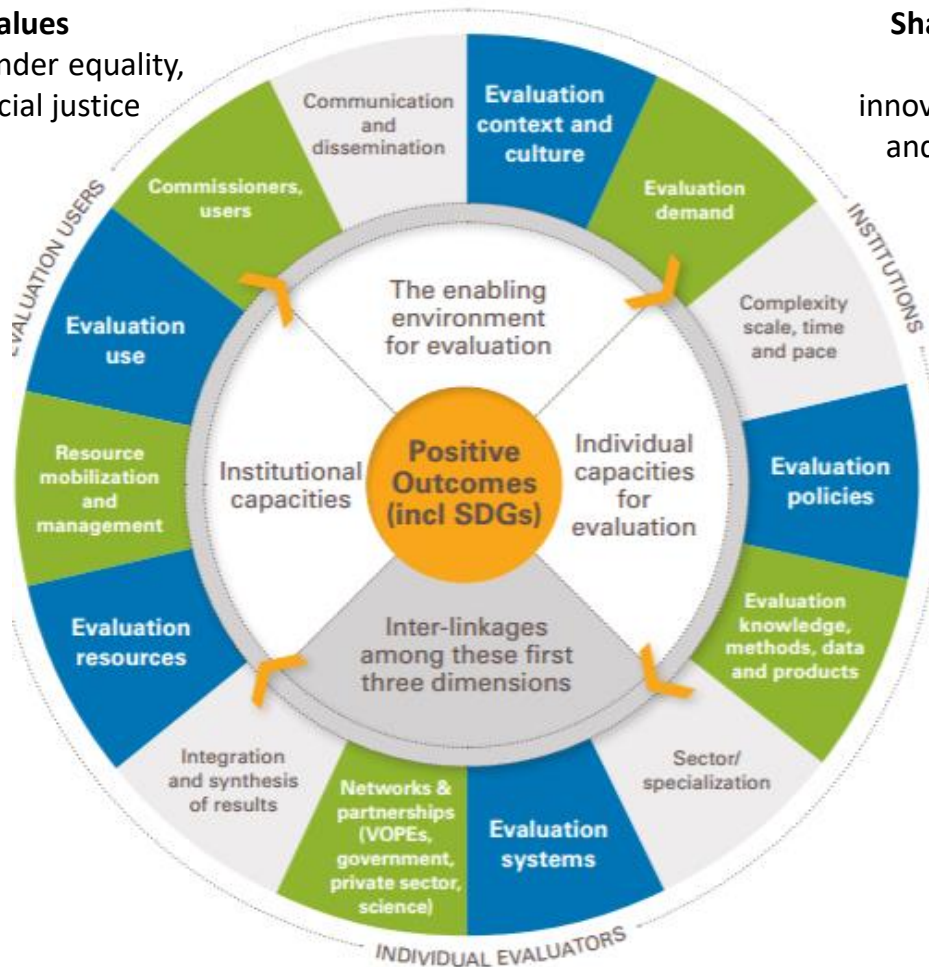 nder equality,
cial justice
Sha
innov
and
Communication
and
dissemination
Evaluation
context and
culture
Evaluation
demand
Complexity
scale, time
and pace
Evaluation
policies
Evaluation
knowledge,
methods, data
and products
Sector/
specialization
Evaluation
systems
Networks &
partnerships
(VOPEs,
government,
private sector,
science)
Integration
and synthesis
of results
Evaluation
resources
Resource
mobilization
and
management
Evaluation
use
Commissioners,
users
EVALUATION USERS
INSTITUTIONS
INDIVIDUAL EVALUATORS
The enabling
environment
for evaluation
Institutional
capacities
Positive
Outcomes
(incl SDGs)
Individual
capacities
for
evaluation
Inter-linkages
among these first
three dimensions